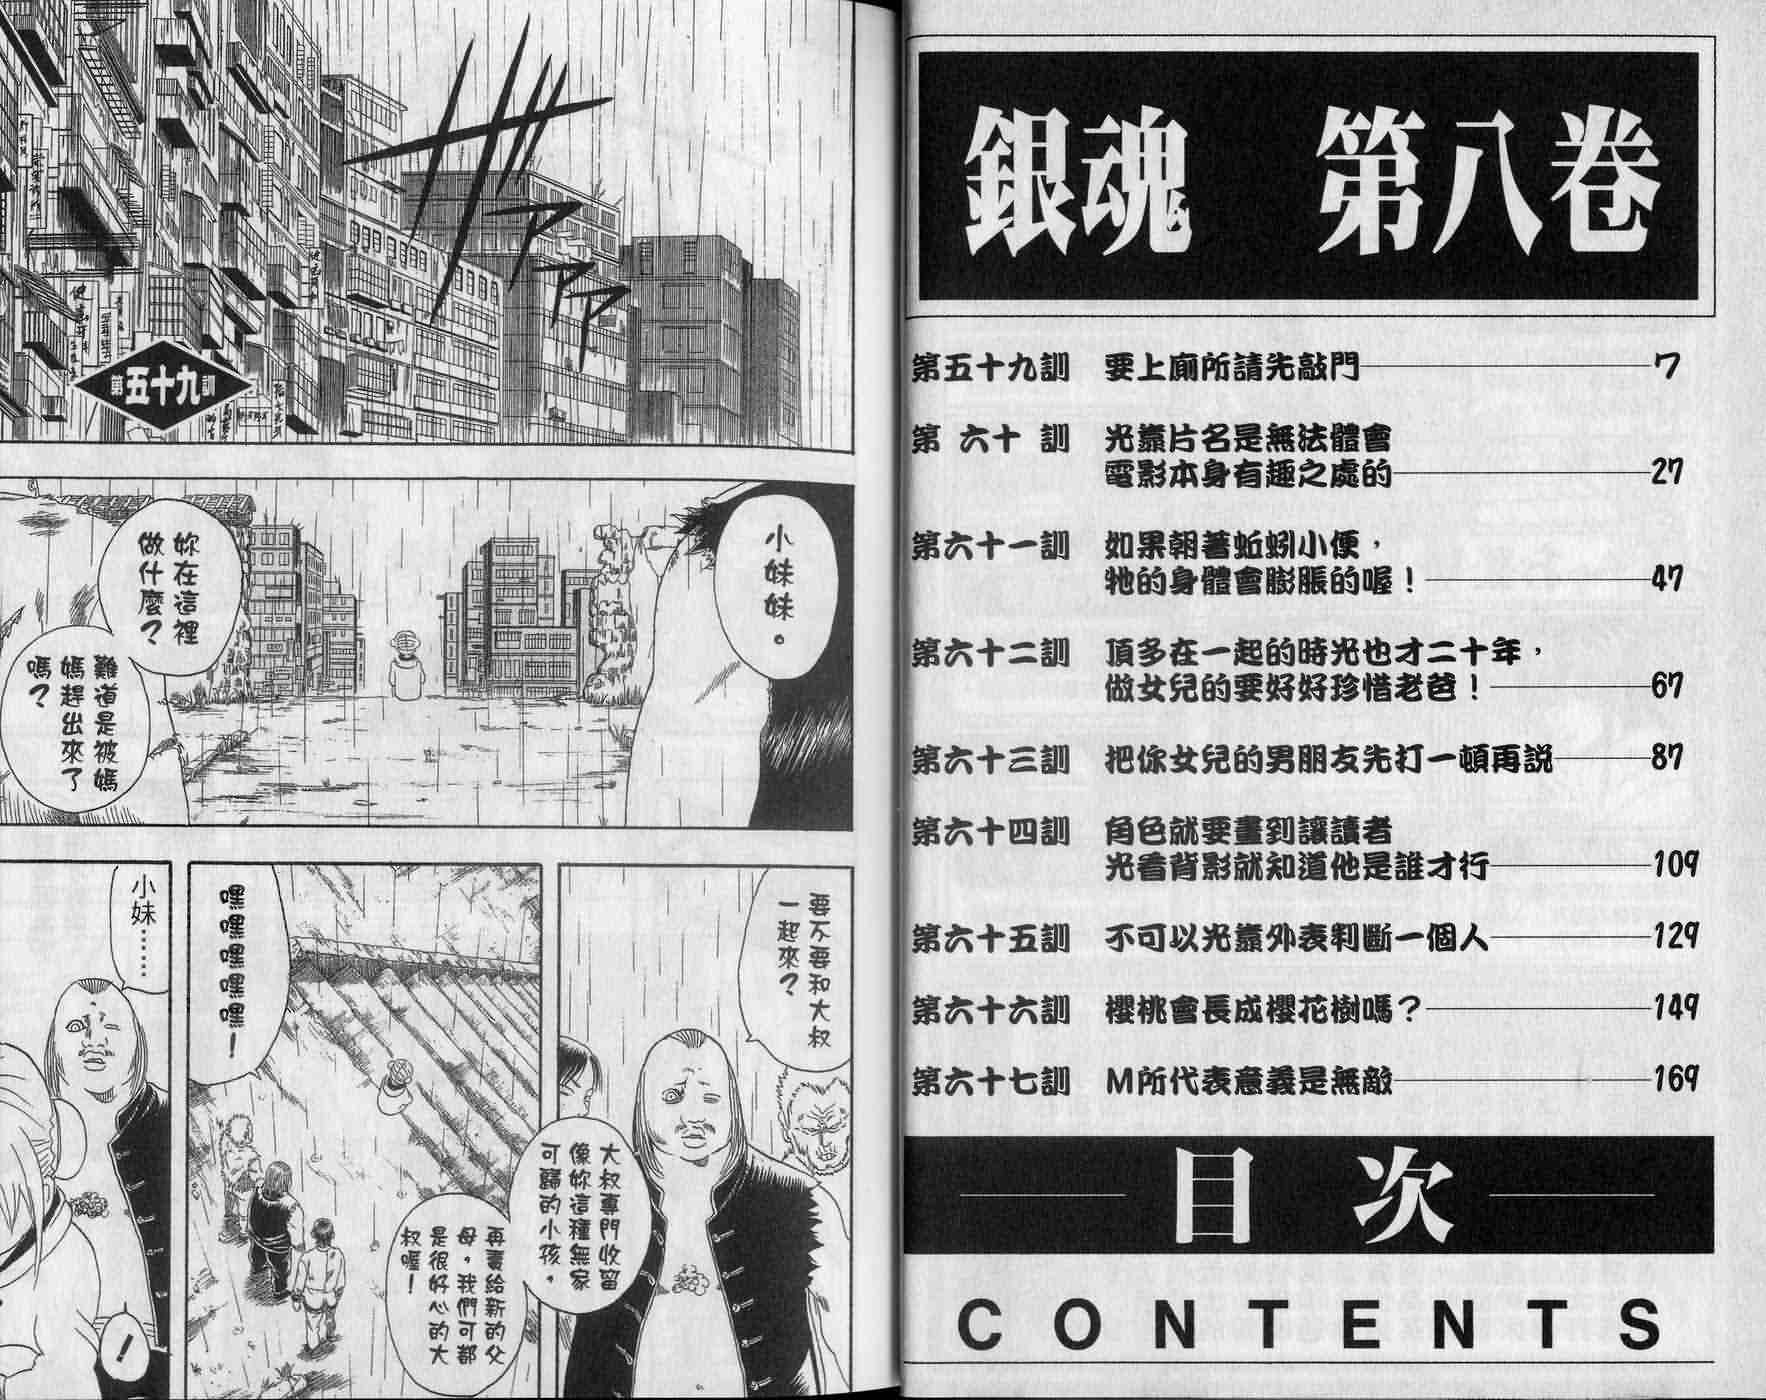 銀魂　第八卷
第五十九訓　要上廁所請先敲門 7
第六十訓　光靠片名是無法體會
電影本身有趣之處的 27
第六十一訓　如果朝著蚯蚓小便，
牠的身體會膨脹的喔！ 47
第六十二訓　頂多在一起的時光也才二十年，
做女兒的要好好珍惜老爸！ 67
第六十三訓　把你女兒的男朋友先打一頓再說 87
第六十四訓　角色就要畫到讓讀者
光看背影就知道他是誰才行 109
第六十五訓　不可以光靠外表判斷一個人 129
第六十六訓　櫻桃會長成櫻花樹嗎？ 149
第六十七訓　M所代表意義是無敵 169
目次
CONTENTS
ザアアアア
第五十九訓
小妹妹。
妳在這裡
做什麼？
難道是被媽
媽趕出來了
嗎？
要不要和大叔
一起來？
大叔專門收留
像妳這種無家
可歸的小孩，
再賣給新的父
母，我們可都
是很好心的大
叔喔！
嘿嘿嘿嘿嘿！
小妹……
！